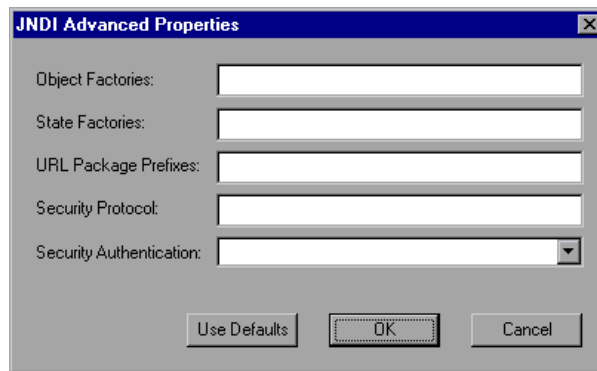 JNDI Advanced Properties
Object Factories:
State Factories:
URL Package Prefixes:
Security Protocol:
Security Authentication:
Use Defaults OK Cancel